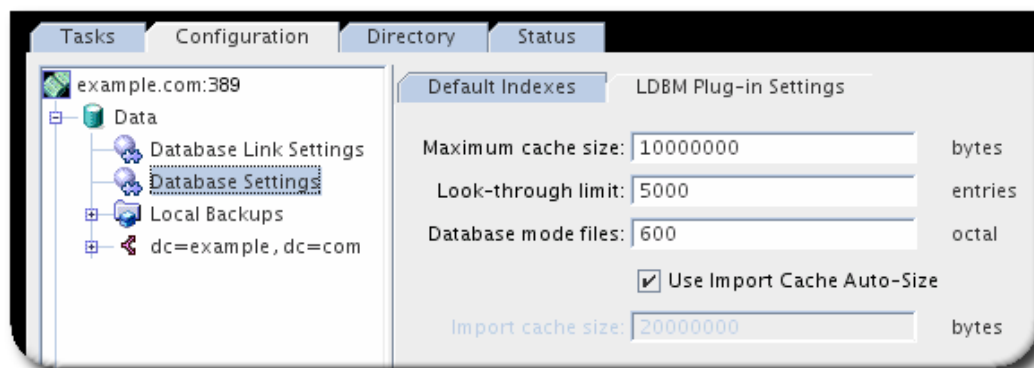 Tasks Configuration Directory Status
example.com:389
Data
Database Link Settings
Database Settings
Local Backups
dc=example, dc=com
Default Indexes LDBM Plug-in Settings
Maximum cache size: 10000000 bytes
Look-through limit: 5000 entries
Database mode files: 600 octal
Use Import Cache Auto-Size
Import cache size: 20000000 bytes